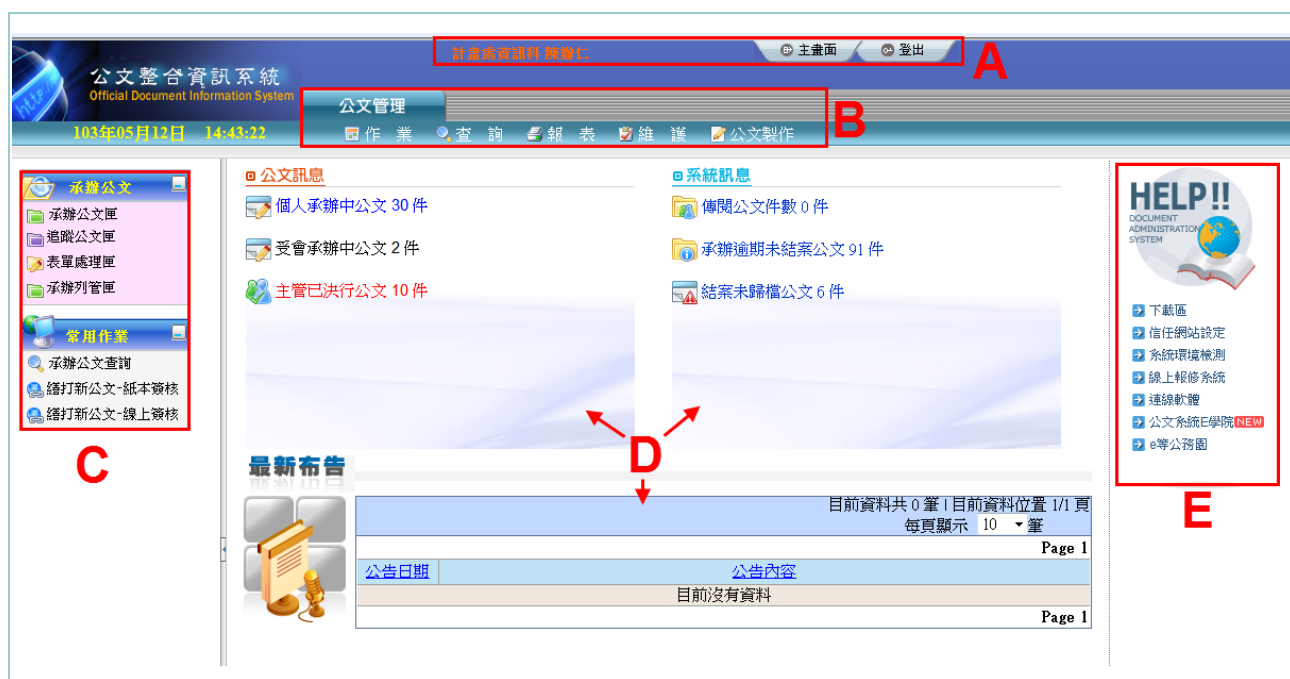 計畫處資訊科 陳辦仁
主畫面
登出
A
公文整合資訊系統
Official Document Information System
103年05月12日 14:43:22
公文管理
作 業 查 詢 報 表 維 護 公文製作
B
承辦公文
承辦公文匣
追蹤公文匣
表單處理匣
承辦列管匣
常用作業
承辦公文查詢
繕打新公文-紙本簽核
繕打新公文-線上簽核
C
公文訊息
個人承辦中公文 30 件
受會承辦中公文 2 件
主管已決行公文 10 件
系統訊息
傳閱公文件數 0 件
承辦逾期未結案公文 91 件
結案未歸檔公文 6 件
D
最新布告
目前資料共 0 筆 | 目前資料位置 1/1 頁
每頁顯示 10 筆
Page 1
公告日期 公告內容
目前沒有資料
Page 1
HELP!!
DOCUMENT
ADMINISTRATION
SYSTEM
下載區
信任網站設定
系統環境檢測
線上報修系統
連線軟體
公文系統E學院 NEW
e等公務園
E